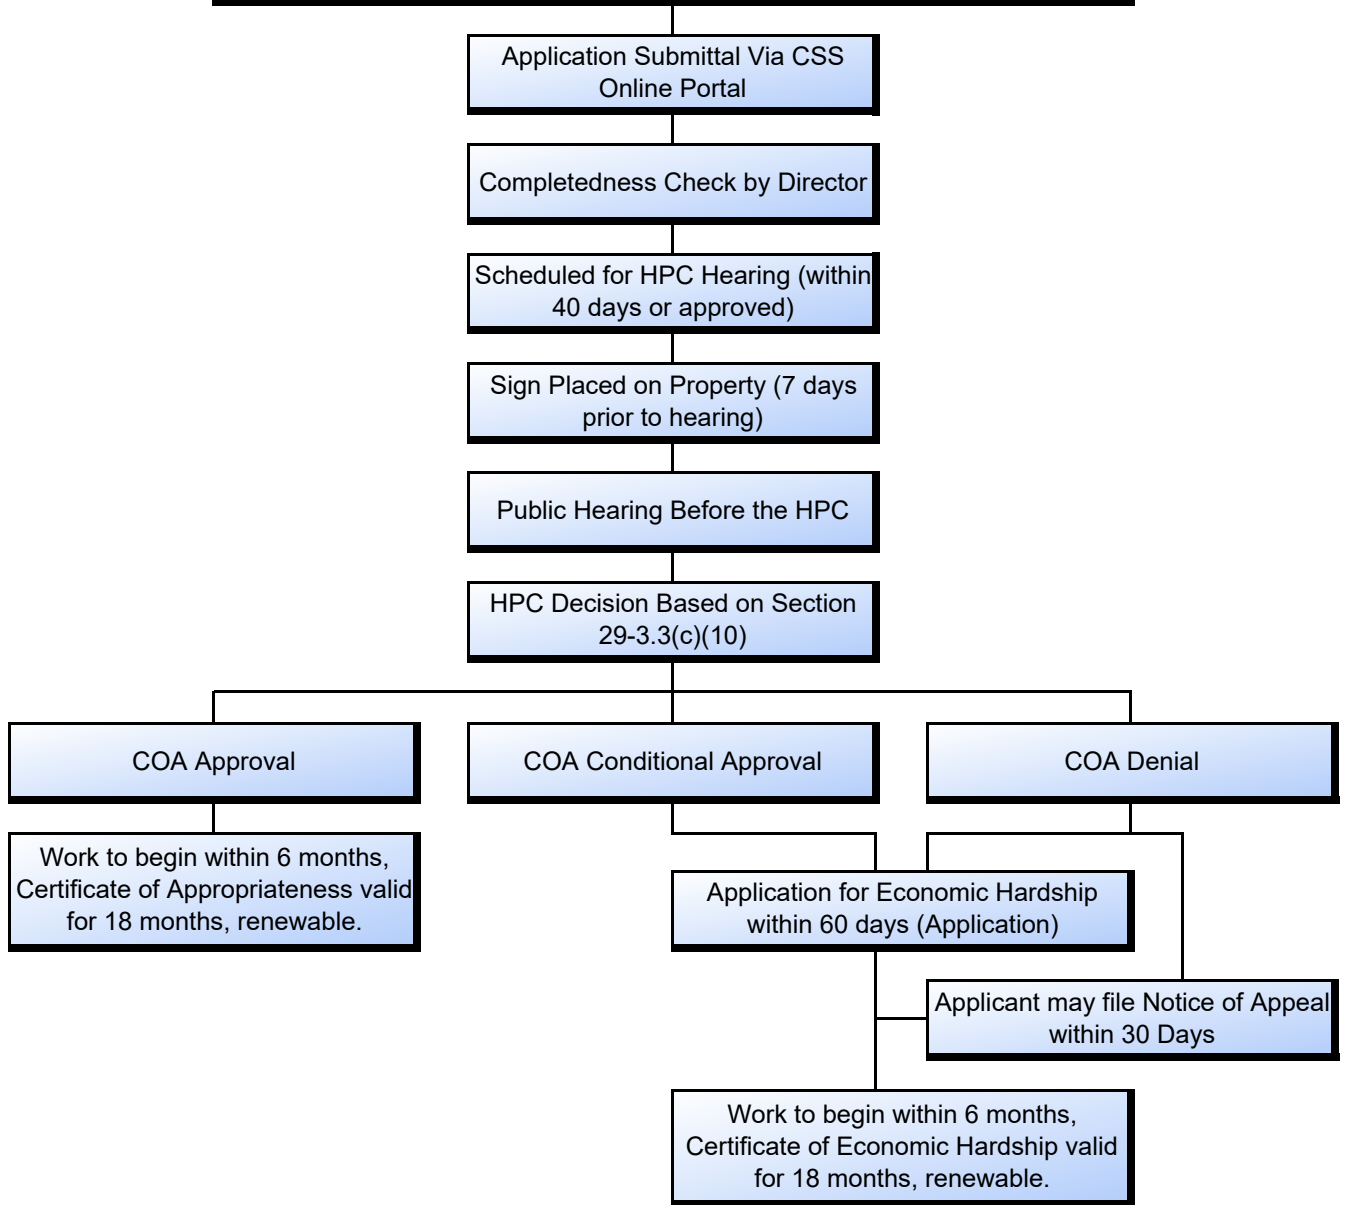 Application Submittal Via CSS
Online Portal
Completedness Check by Director
Scheduled for HPC Hearing (within
40 days or approved)
Sign Placed on Property (7 days
prior to hearing)
Public Hearing Before the HPC
HPC Decision Based on Section
29-3.3(c)(10)
COA Approval
COA Conditional Approval
COA Denial
Work to begin within 6 months,
Certificate of Appropriateness valid
for 18 months, renewable.
Application for Economic Hardship
within 60 days (Application)
Applicant may file Notice of Appeal
within 30 Days
Work to begin within 6 months,
Certificate of Economic Hardship valid
for 18 months, renewable.